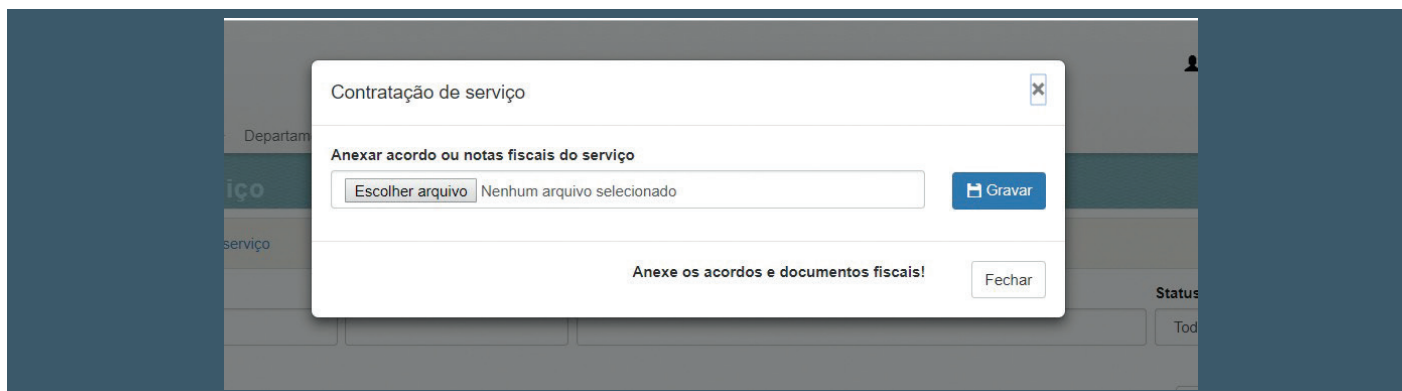 Contratação de serviço
×
Departam
Anexar acordo ou notas fiscais do serviço
iço
Escolher arquivo Nenhum arquivo selecionado
Gravar
serviço
Anexe os acordos e documentos fiscais!
Fechar
Status
Tod